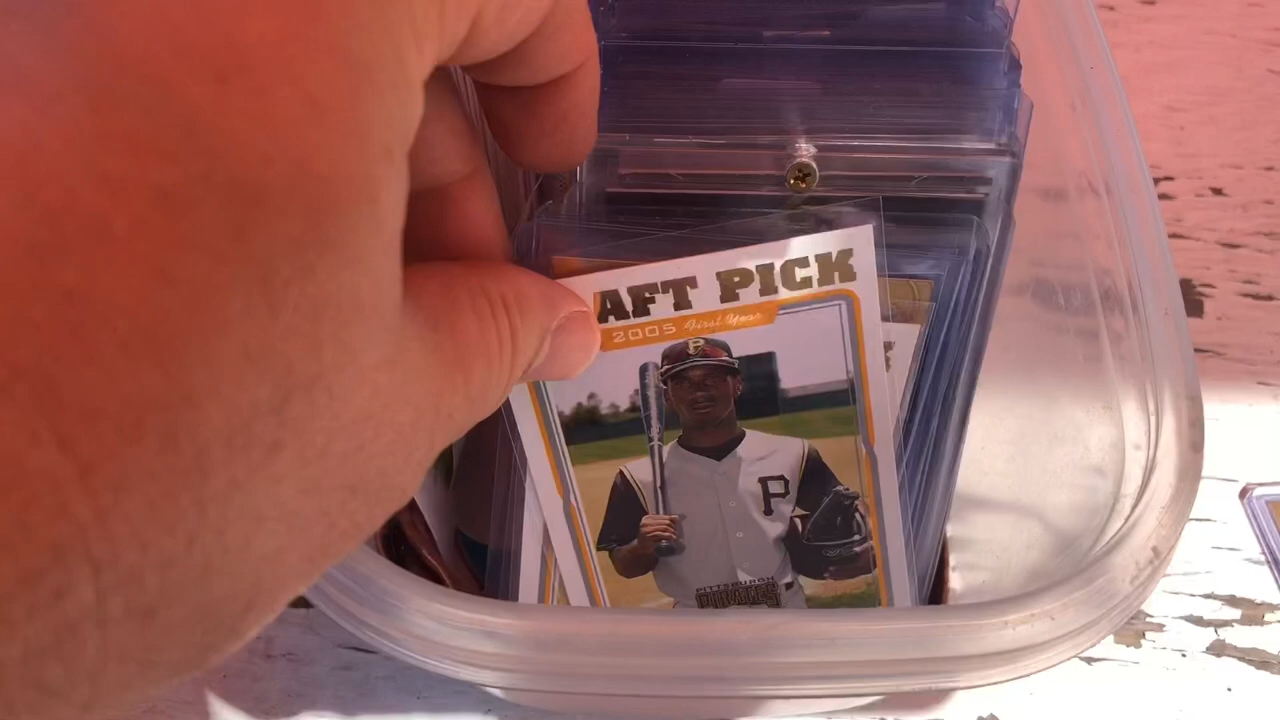 AFT PICK
2005 First Year
P
P
PITTSBURGH
PIRATES